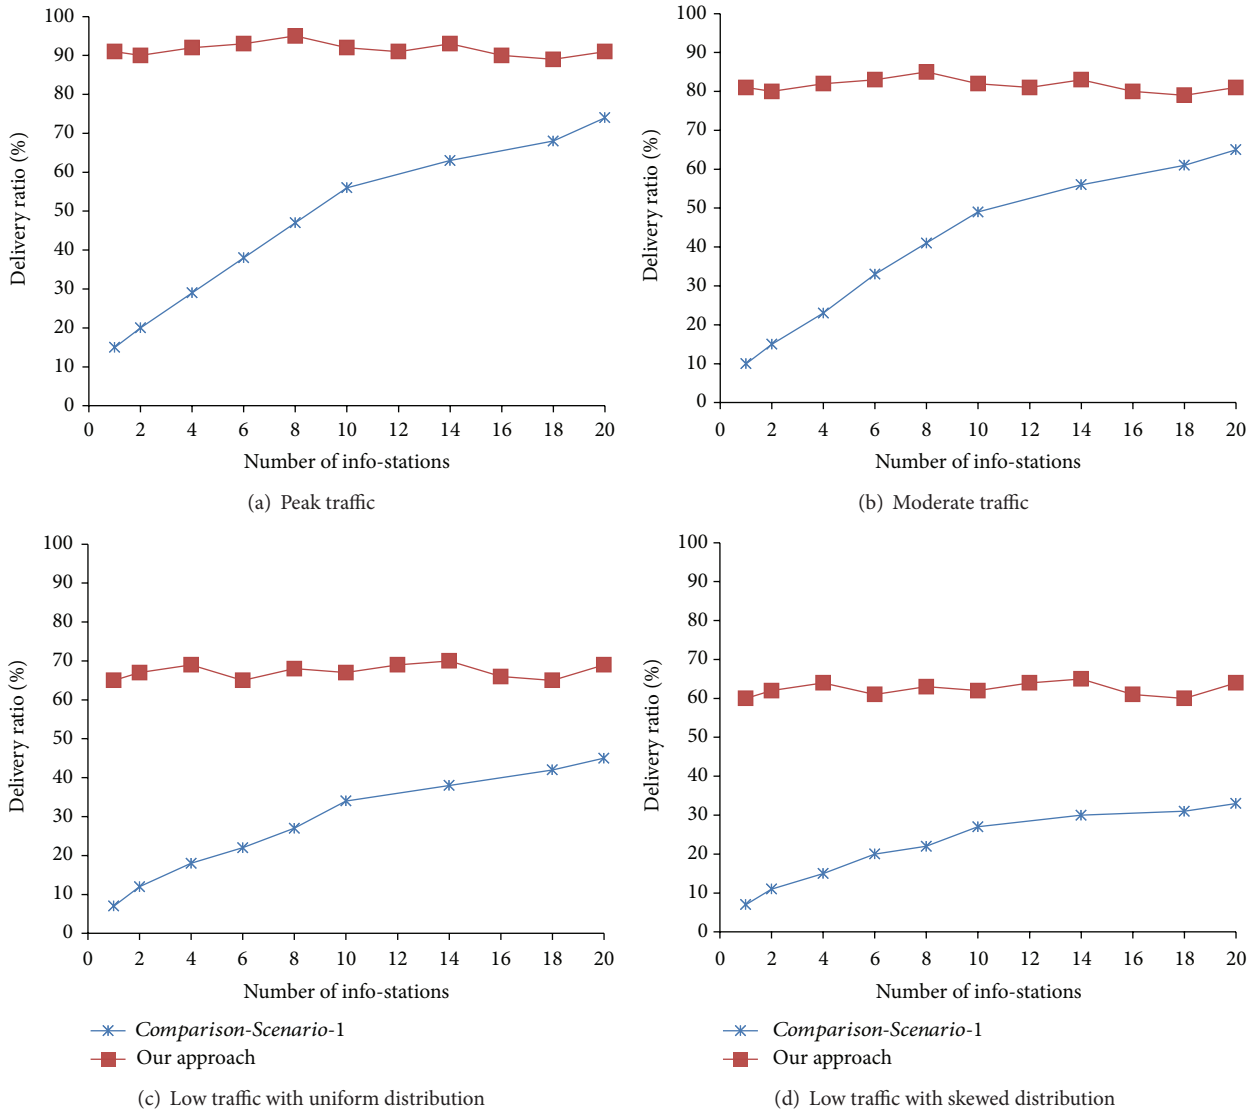 100
90
80
70
60
50
40
30
20
10
0
Delivery ratio (%)
0 2 4 6 8 10 12 14 16 18 20
Number of info-stations
(a) Peak traffic
100
90
80
70
60
50
40
30
20
10
0
Delivery ratio (%)
0 2 4 6 8 10 12 14 16 18 20
Number of info-stations
(b) Moderate traffic
100
90
80
70
60
50
40
30
20
10
0
Delivery ratio (%)
0 2 4 6 8 10 12 14 16 18 20
Number of info-stations
Comparison-Scenario-1
Our approach
(c) Low traffic with uniform distribution
100
90
80
70
60
50
40
30
20
10
0
Delivery ratio (%)
0 2 4 6 8 10 12 14 16 18 20
Number of info-stations
Comparison-Scenario-1
Our approach
(d) Low traffic with skewed distribution